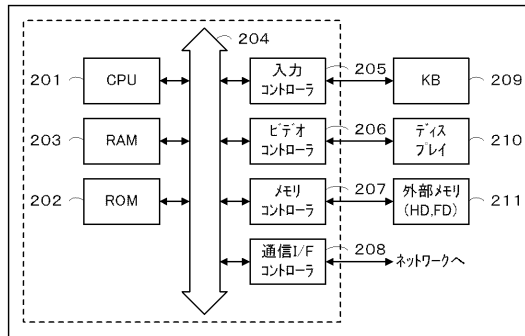 204
201
CPU
入力
コントローラ
205
KB
209
203
RAM
ビデオ
コントローラ
206
ディス
プレイ
210
202
ROM
メモリ
コントローラ
207
外部メモリ
(HD,FD)
211
通信I/F
コントローラ
208
ネットワークへ